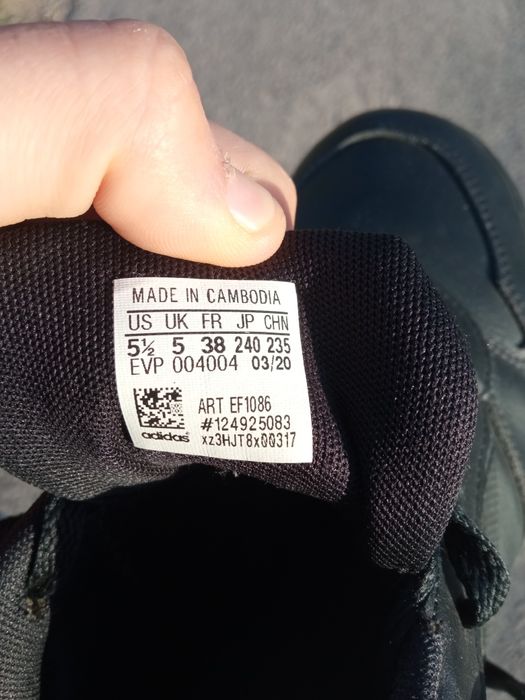 MADE IN CAMBODIA
US UK FR JP CHN
5½ 5 38 240 235
EVP 004004 03/20
ART EF1086
#124925083
adidas xz3HJT8x00317